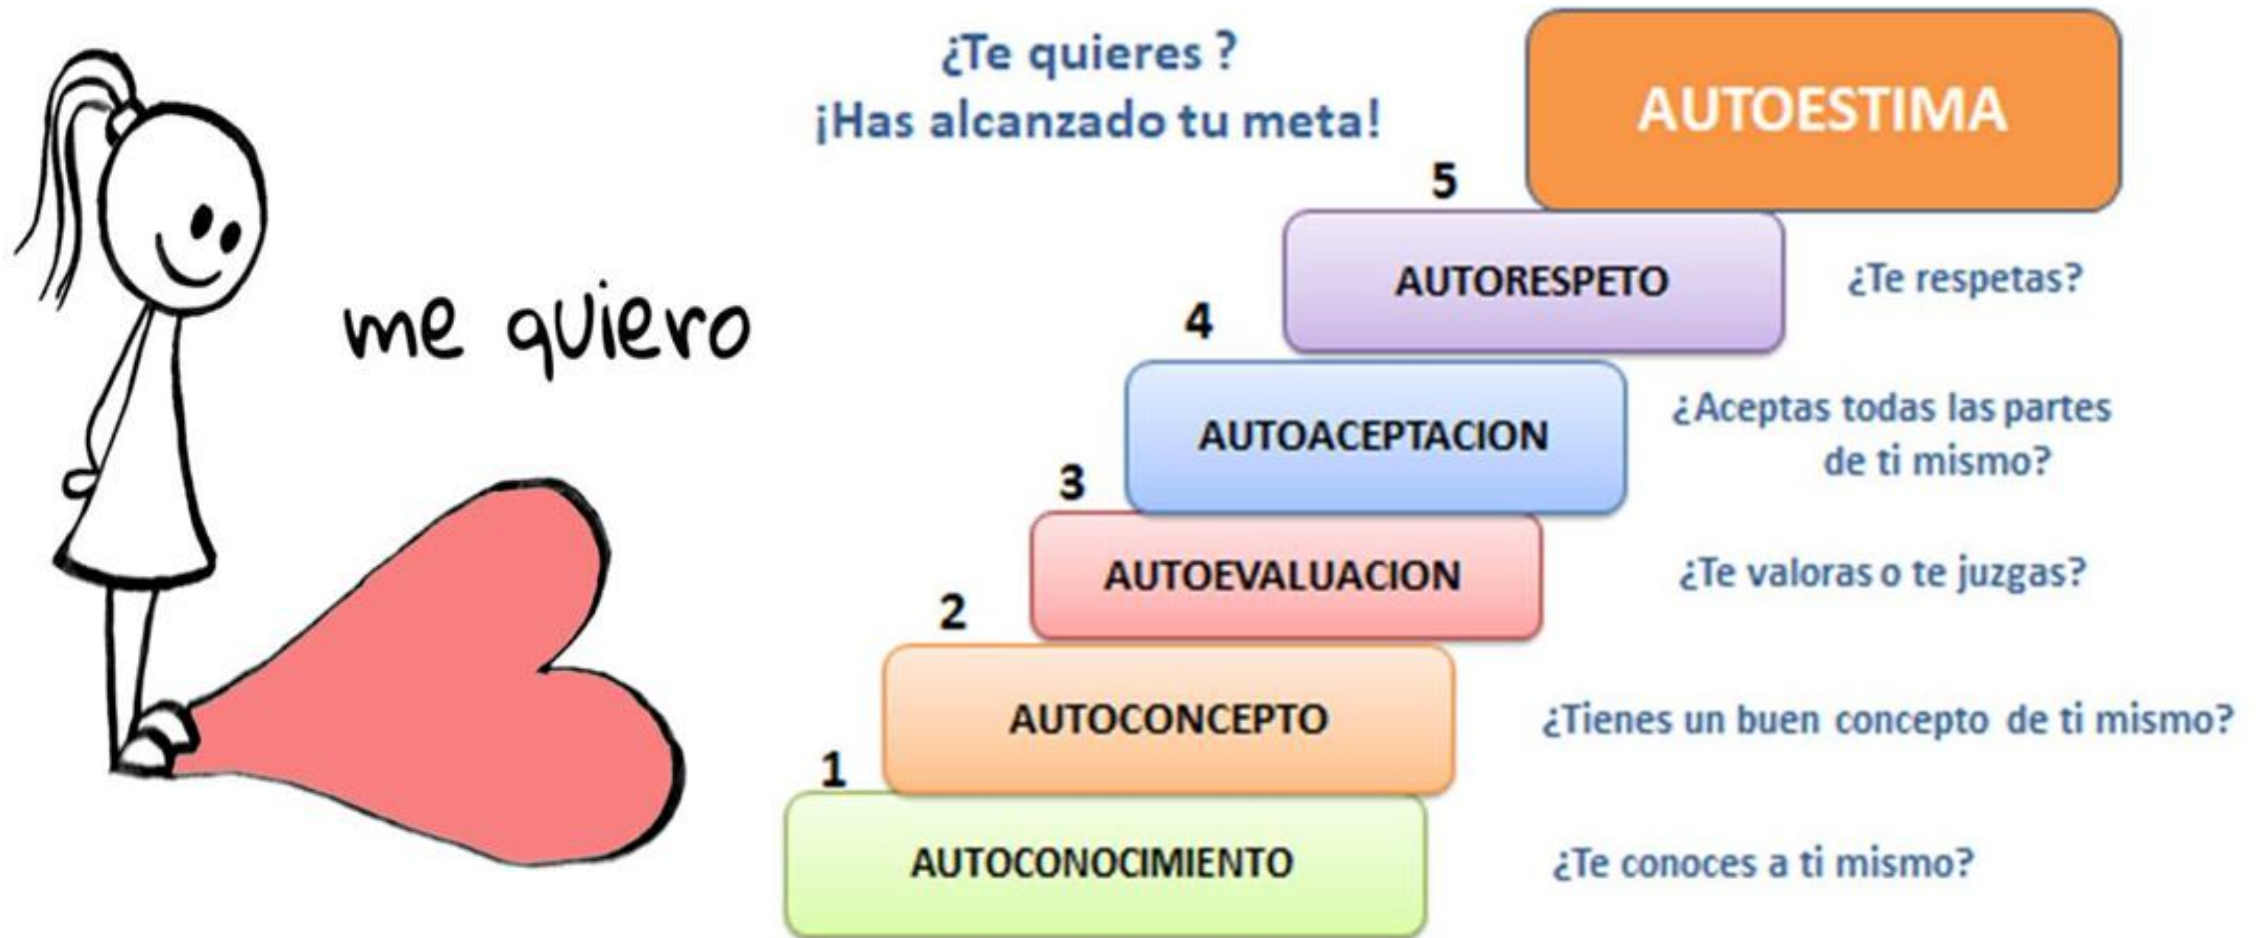 ¿Te quieres ?
¡Has alcanzado tu meta!
AUTOESTIMA
5
AUTORESPETO
¿Te respetas?
me quiero
4
AUTOACEPTACION
¿Aceptas todas las partes
de ti mismo?
3
AUTOEVALUACION
¿Te valoras o te juzgas?
2
AUTOCONCEPTO
¿Tienes un buen concepto de ti mismo?
1
AUTOCONOCIMIENTO
¿Te conoces a ti mismo?